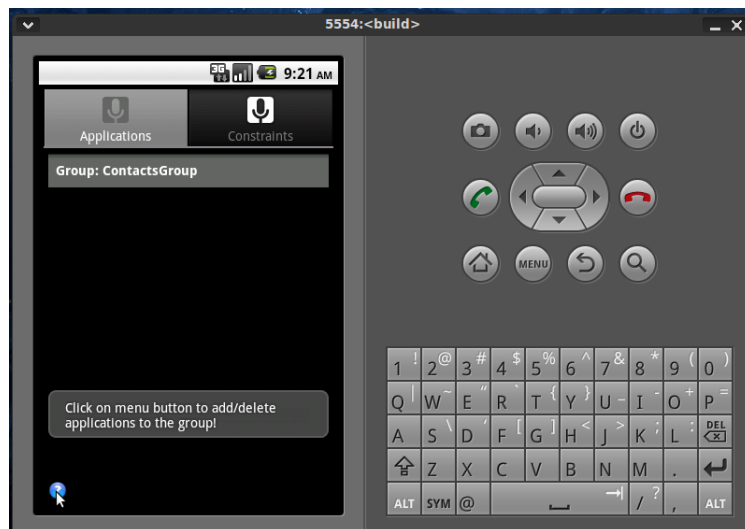 5554:<build>
3G 9:21 AM
Applications Constraints
Group: ContactsGroup
Click on menu button to add/delete
applications to the group!
?
MENU
1 ! 2 @ 3 # 4 $ 5 % 6 ^ 7 & 8 * 9 ( 0 )
Q | W ~ E " R ` T { Y } U - I - O + P =
A S \ D ' F [ G ] H < J > K ; L : DEL
Z X C V B N M .
ALT SYM @ / ? , ALT